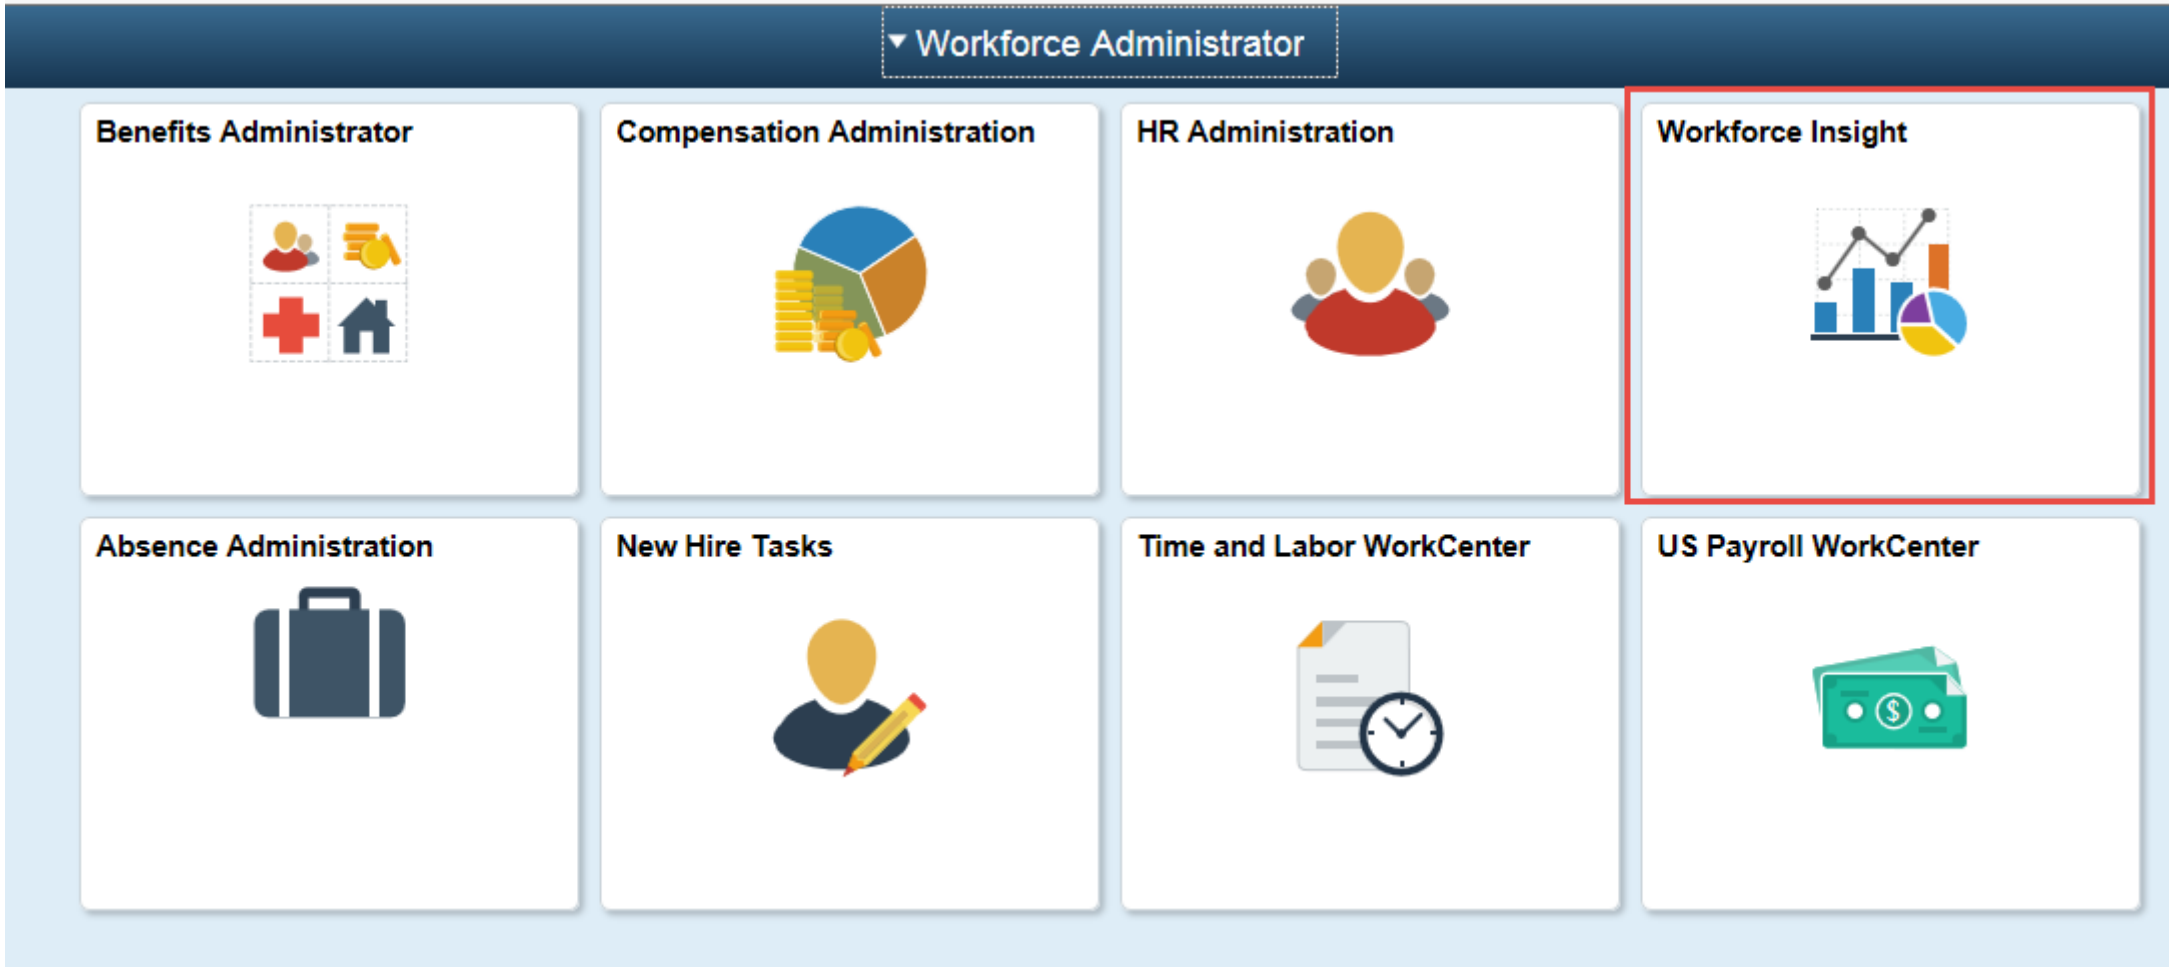 Workforce Administrator
Benefits Administrator
Compensation Administration
HR Administration
Workforce Insight
Absence Administration
New Hire Tasks
Time and Labor WorkCenter
US Payroll WorkCenter
$